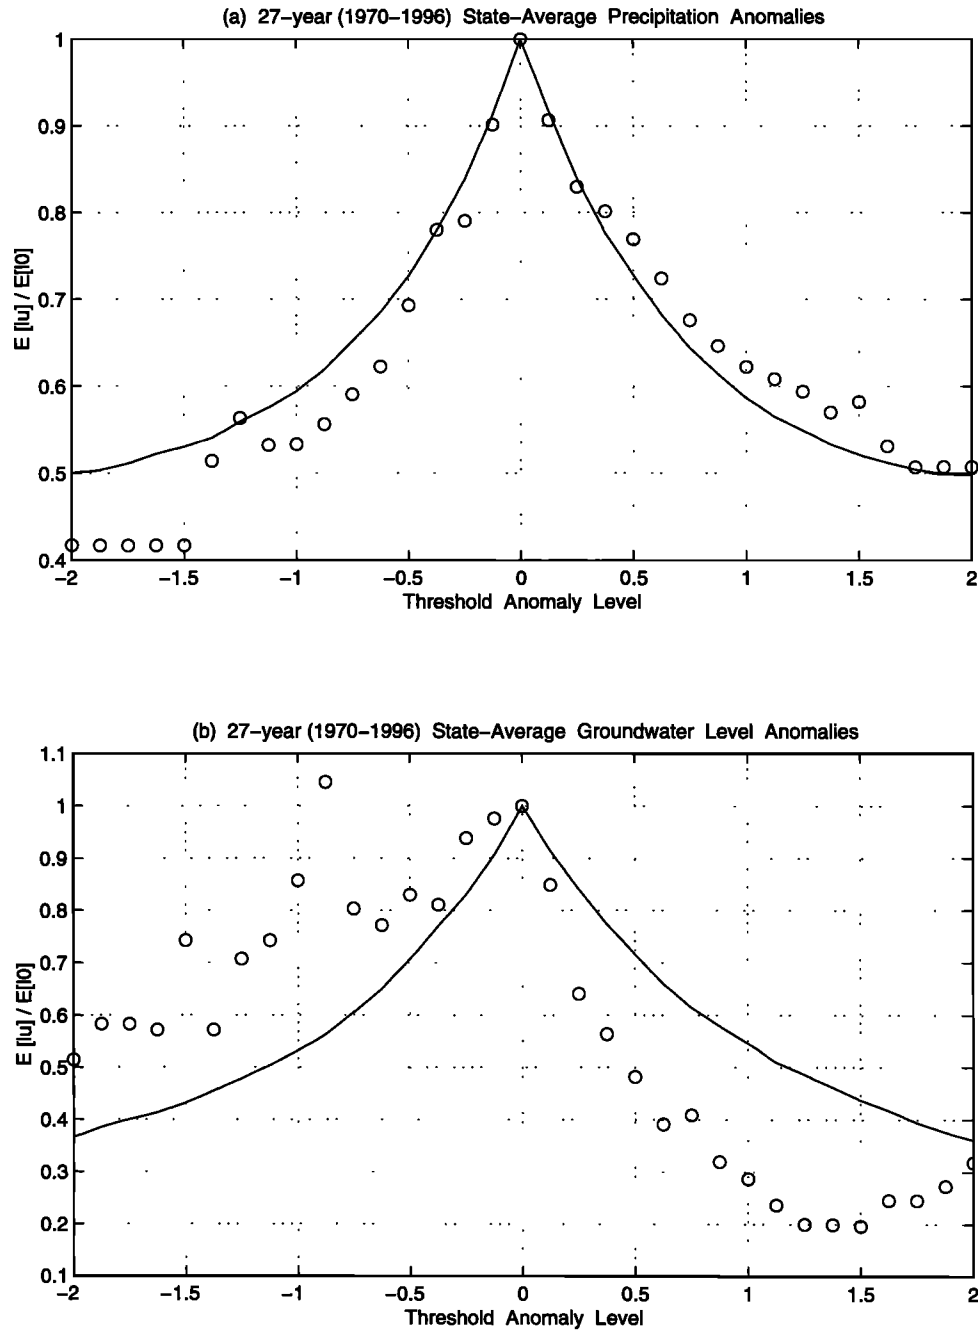 (a) 27-year (1970-1996) State-Average Precipitation Anomalies
1
0.9
0.8
0.7
0.6
0.5
0.4
E [Iu] / E[I0]
-2 -1.5 -1 -0.5 0 0.5 1 1.5 2
Threshold Anomaly Level
(b) 27-year (1970-1996) State-Average Groundwater Level Anomalies
1.1
1
0.9
0.8
0.7
0.6
0.5
0.4
0.3
0.2
0.1
E [Iu] / E[I0]
-2 -1.5 -1 -0.5 0 0.5 1 1.5 2
Threshold Anomaly Level